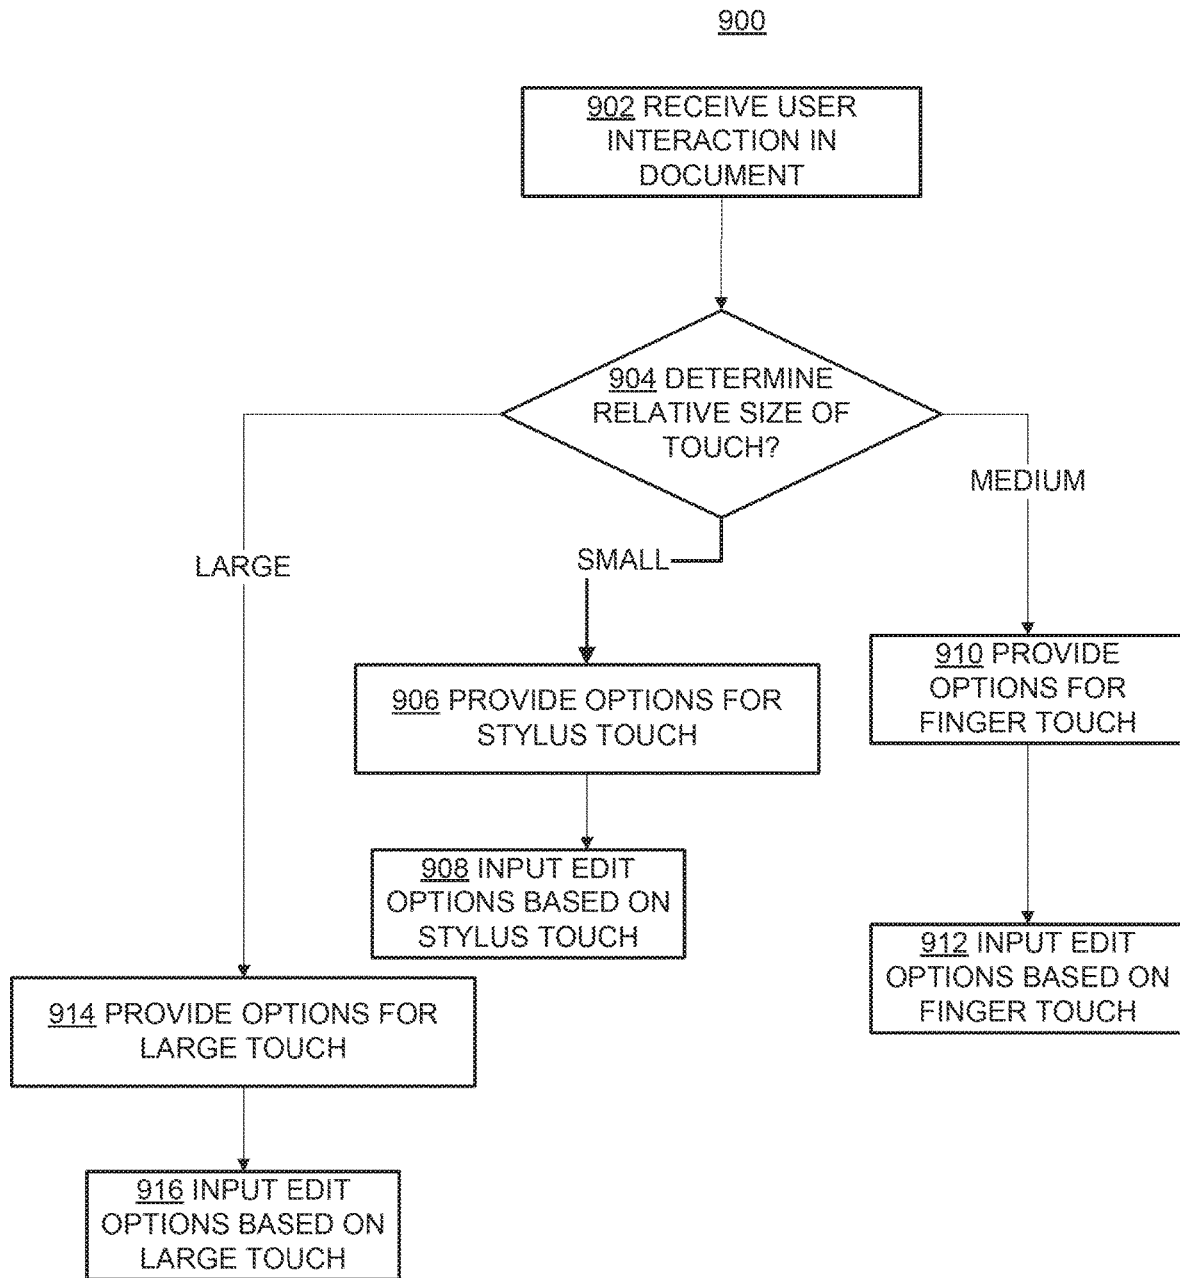 900
902 RECEIVE USER
INTERACTION IN
DOCUMENT
904 DETERMINE
RELATIVE SIZE OF
TOUCH?
LARGE
SMALL
MEDIUM
906 PROVIDE OPTIONS FOR
STYLUS TOUCH
908 INPUT EDIT
OPTIONS BASED ON
STYLUS TOUCH
910 PROVIDE
OPTIONS FOR
FINGER TOUCH
912 INPUT EDIT
OPTIONS BASED ON
FINGER TOUCH
914 PROVIDE OPTIONS FOR
LARGE TOUCH
916 INPUT EDIT
OPTIONS BASED ON
LARGE TOUCH